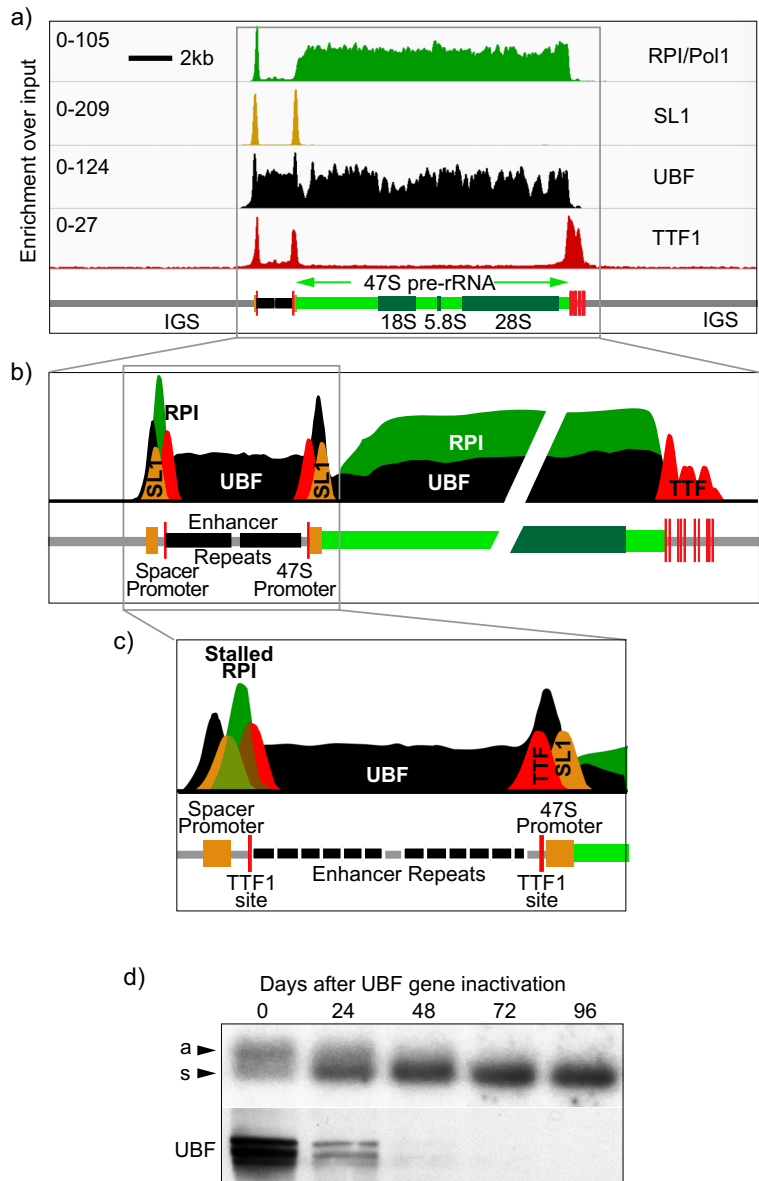 a)
Enrichment over input
0-105
2kb
RPI/Pol1
0-209
SL1
0-124
UBF
0-27
TTF1
47S pre-rRNA
IGS
18S
5.8S
28S
IGS
b)
RPI
SL1
UBF
SL1
RPI
UBF
TTF
Enhancer
Repeats
Spacer
Promoter
47S
Promoter
c)
Stalled
RPI
UBF
TTF
SL1
Spacer
Promoter
47S
Promoter
TTF1
site
Enhancer Repeats
TTF1
site
d)
Days after UBF gene inactivation
0 24 48 72 96
a
s
UBF